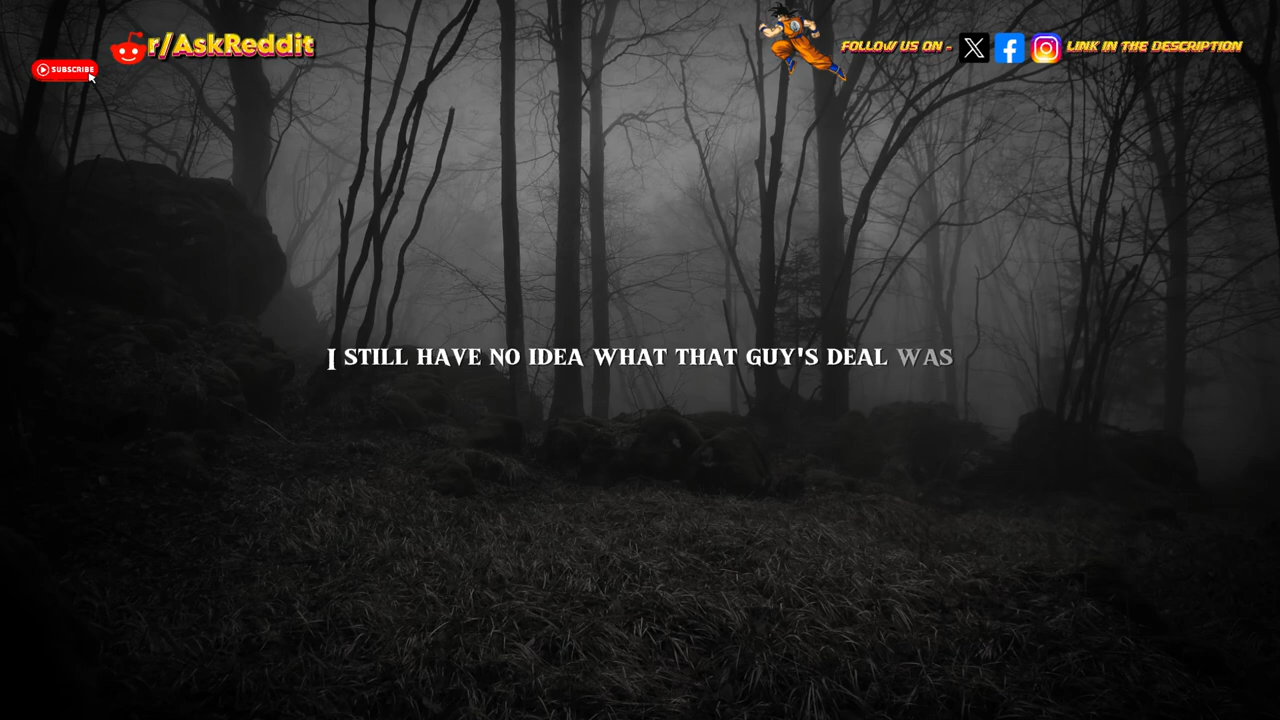 r/AskReddit
SUBSCRIBE
FOLLOW US ON -
LINK IN THE DESCRIPTION
I STILL HAVE NO IDEA WHAT THAT GUY'S DEAL WAS